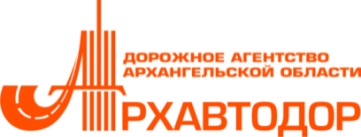 ДОРОЖНОЕ АГЕНТСТВО
АРХАНГЕЛЬСКОЙ ОБЛАСТИ
АРХАВТОДОР